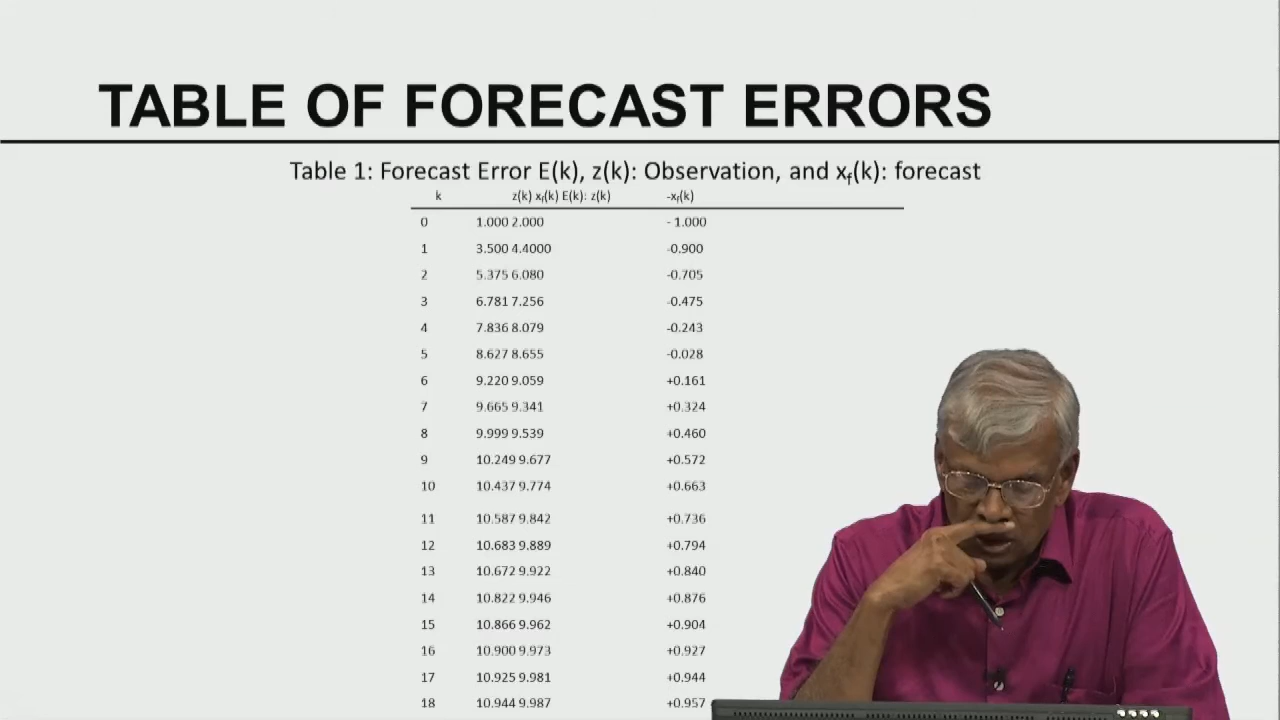 TABLE OF FORECAST ERRORS
Table 1: Forecast Error E(k), z(k): Observation, and xf(k): forecast
k z(k) xf(k) E(k): z(k) -xf(k)
0 1.000 2.000 - 1.000
1 3.500 4.4000 -0.900
2 5.375 6.080 -0.705
3 6.781 7.256 -0.475
4 7.836 8.079 -0.243
5 8.627 8.655 -0.028
6 9.220 9.059 +0.161
7 9.665 9.341 +0.324
8 9.999 9.539 +0.460
9 10.249 9.677 +0.572
10 10.437 9.774 +0.663
11 10.587 9.842 +0.736
12 10.683 9.889 +0.794
13 10.672 9.922 +0.840
14 10.822 9.946 +0.876
15 10.866 9.962 +0.904
16 10.900 9.973 +0.927
17 10.925 9.981 +0.944
18 10.944 9.987 +0.957